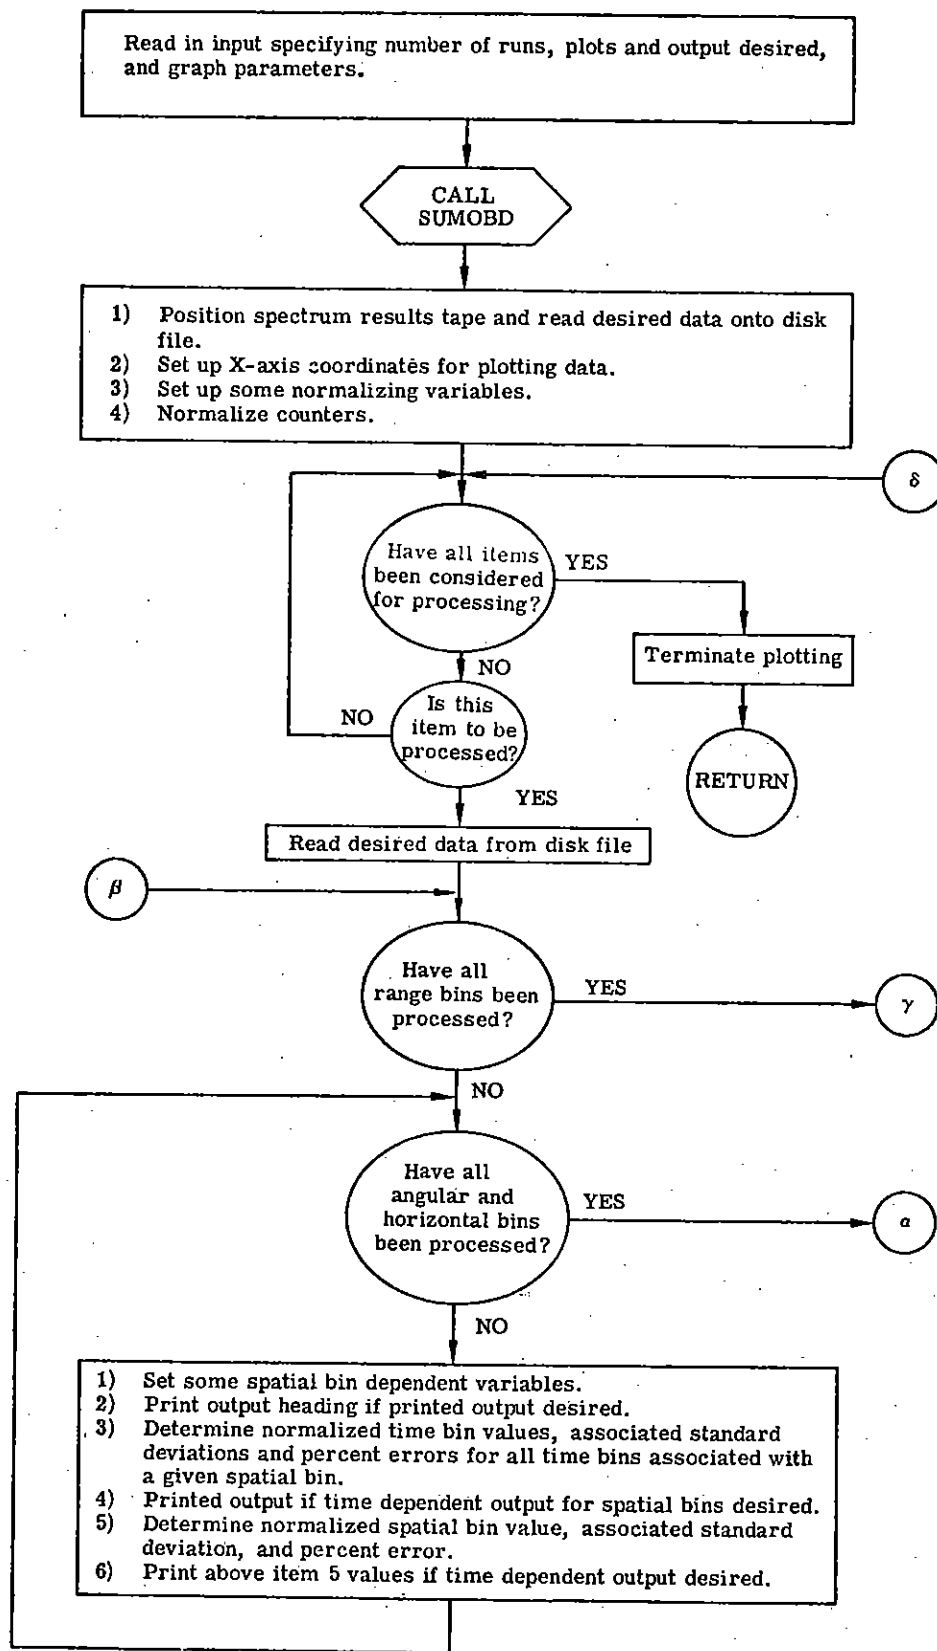 Read in input specifying number of runs, plots and output desired,
and graph parameters.
CALL
SUMOBD
1) Position spectrum results tape and read desired data onto disk
file.
2) Set up X-axis coordinates for plotting data.
3) Set up some normalizing variables.
4) Normalize counters.
δ
Have all items
been considered
for processing?
YES
Terminate plotting
NO
RETURN
Is this
item to be
processed?
NO
YES
Read desired data from disk file
β
Have all
range bins been
processed?
YES
γ
NO
Have all
angular and
horizontal bins
been processed?
YES
α
NO
1) Set some spatial bin dependent variables.
2) Print output heading if printed output desired.
3) Determine normalized time bin values, associated standard
deviations and percent errors for all time bins associated with
a given spatial bin.
4) Printed output if time dependent output for spatial bins desired.
5) Determine normalized spatial bin value, associated standard
deviation, and percent error.
6) Print above item 5 values if time dependent output desired.